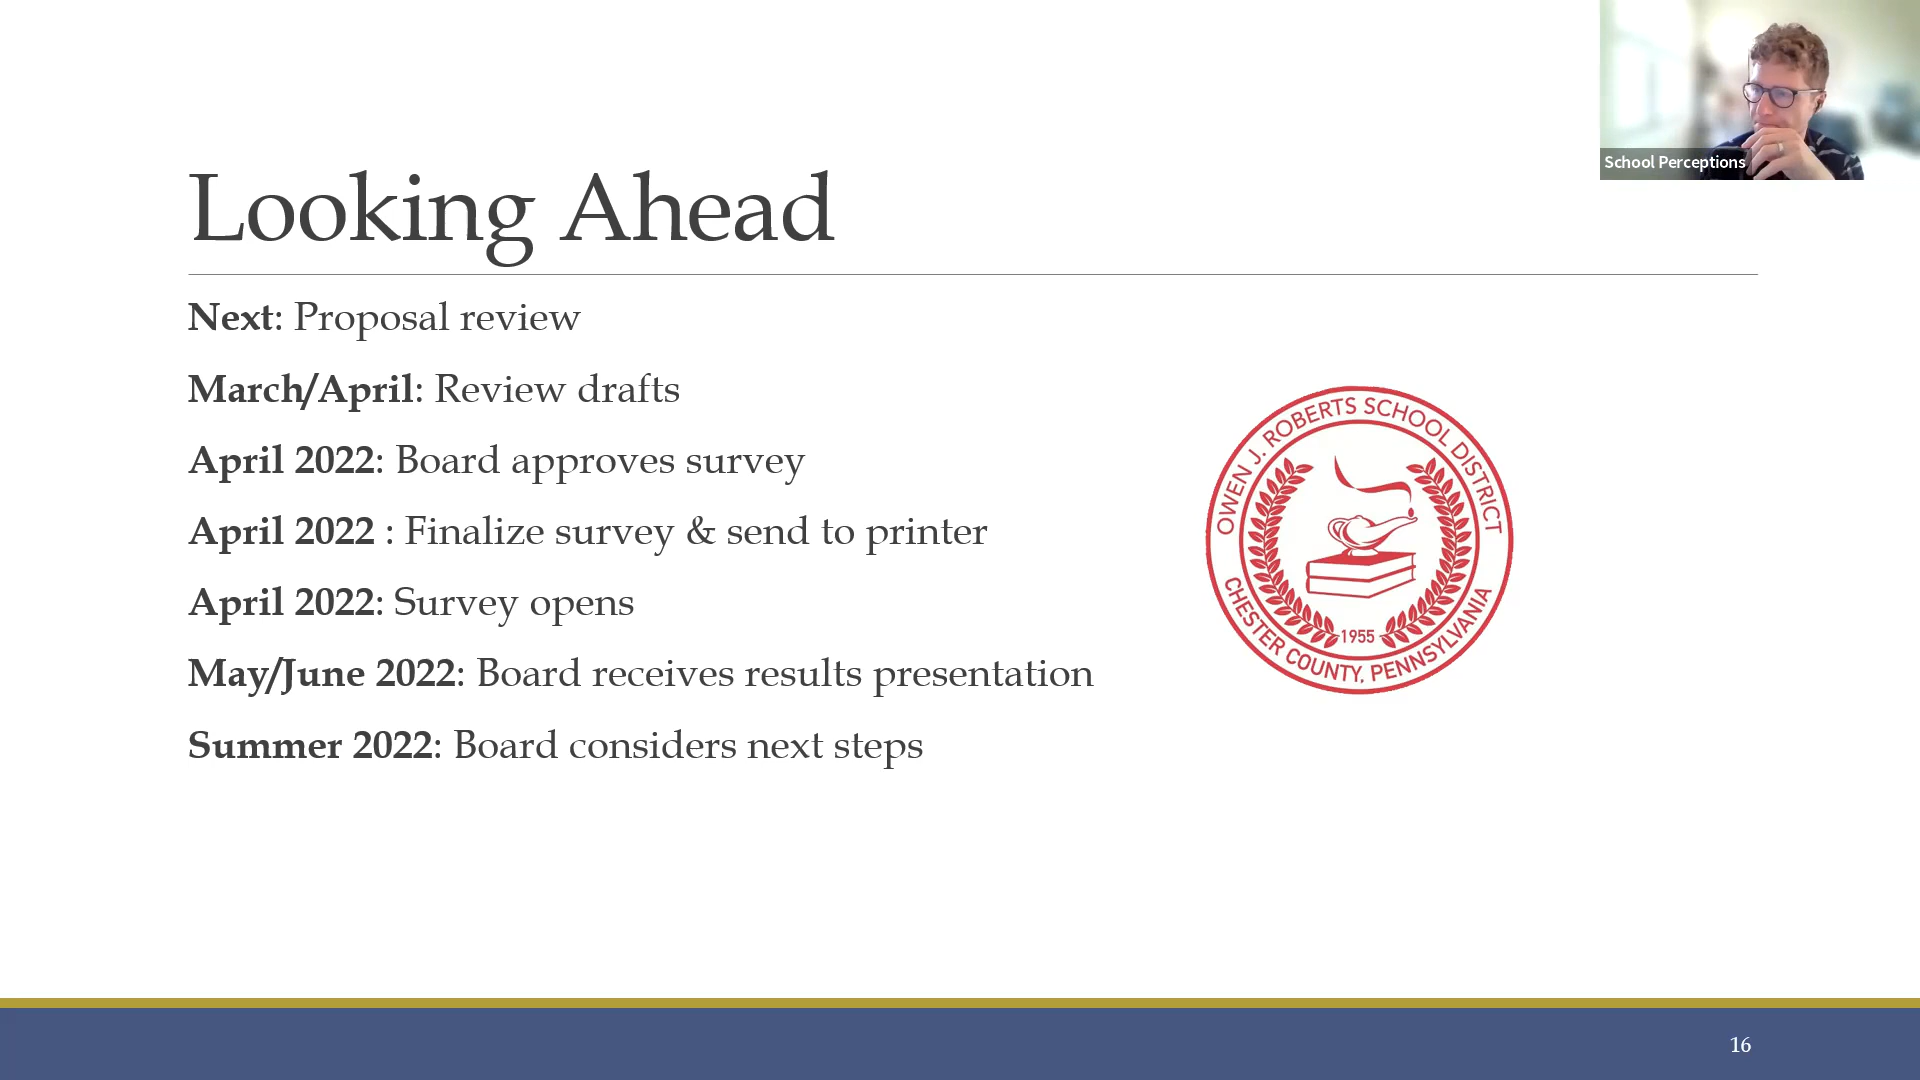 School Perceptions
Looking Ahead
Next: Proposal review
March/April: Review drafts
April 2022: Board approves survey
April 2022 : Finalize survey & send to printer
April 2022: Survey opens
May/June 2022: Board receives results presentation
Summer 2022: Board considers next steps
OWEN J. ROBERTS SCHOOL DISTRICT
1955
CHESTER COUNTY, PENNSYLVANIA
16